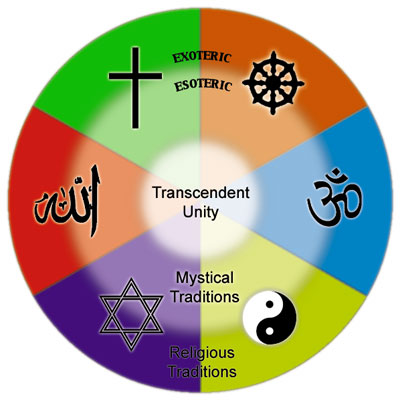 EXOTERIC
ESOTERIC
الله
ॐ
Transcendent
Unity
Mystical
Traditions
Religious
Traditions